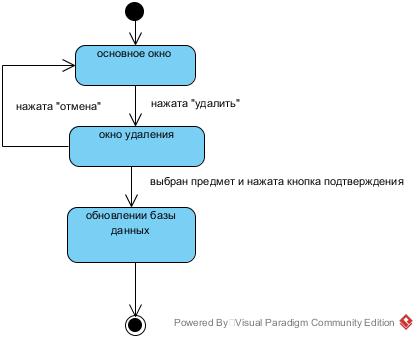 основное окно
нажата "отмена"
нажата "удалить"
окно удаления
выбран предмет и нажата кнопка подтверждения
обновлении базы
данных
Powered By Visual Paradigm Community Edition